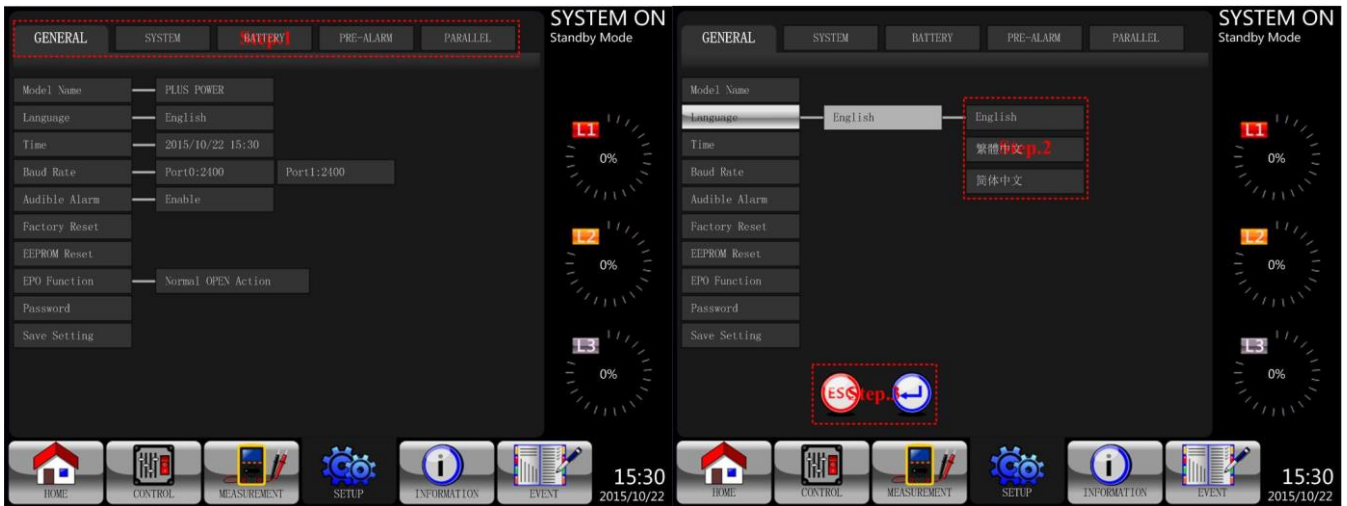 SYSTEM ON
Standby Mode
GENERAL SYSTEM BATTERY PRE-ALARM PARALLEL
Step.1
Model Name PLUS POWER
Language English
Time 2015/10/22 15:30
Baud Rate Port0:2400 Port1:2400
Audible Alarm Enable
Factory Reset
EEPROM Reset
EPO Function Normal OPEN Action
Password
Save Setting
L1
0%
L2
0%
L3
0%
HOME CONTROL MEASUREMENT SETUP INFORMATION EVENT
15:30
2015/10/22
SYSTEM ON
Standby Mode
GENERAL SYSTEM BATTERY PRE-ALARM PARALLEL
Model Name
Language English English
Time 繁體中文
Step.2
Baud Rate 简体中文
Audible Alarm
Factory Reset
EEPROM Reset
EPO Function
Password
Save Setting
ESC
Step.3
L1
0%
L2
0%
L3
0%
HOME CONTROL MEASUREMENT SETUP INFORMATION EVENT
15:30
2015/10/22